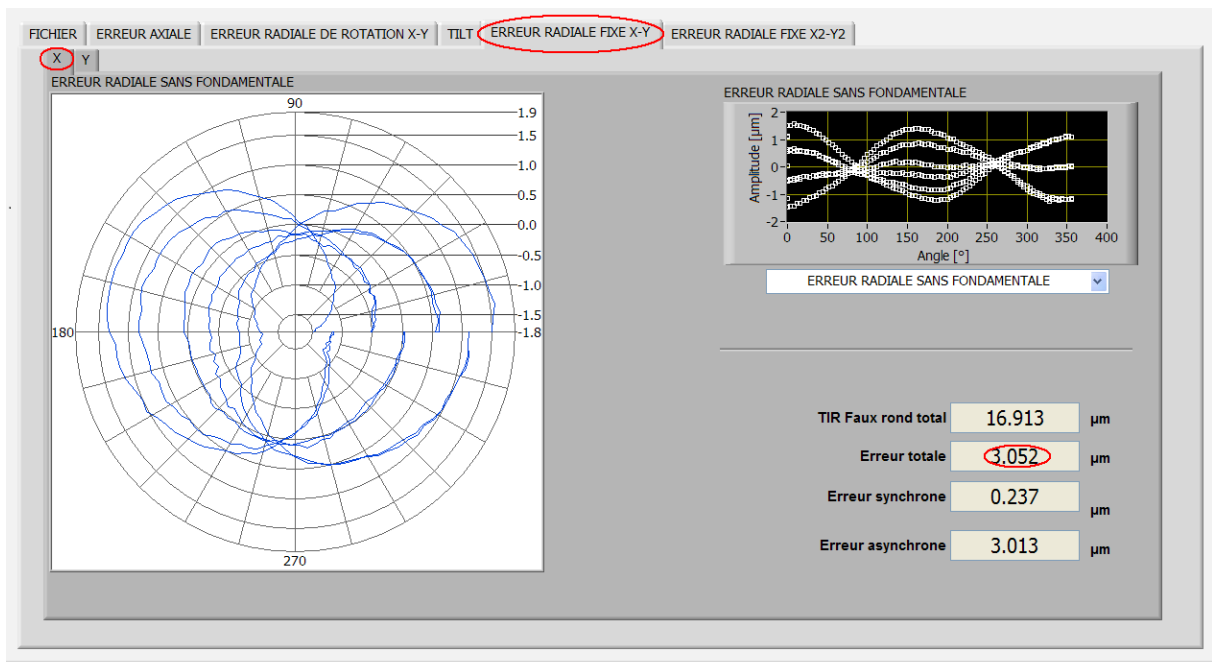 FICHIER ERREUR AXIALE ERREUR RADIALE DE ROTATION X-Y TILT ERREUR RADIALE FIXE X-Y ERREUR RADIALE FIXE X2-Y2
X Y
ERREUR RADIALE SANS FONDAMENTALE
90
1.9
1.5
1.0
0.5
-0.0
-0.5
-1.0
-1.5
-1.8
180
270
ERREUR RADIALE SANS FONDAMENTALE
Amplitude [µm]
2
1
0
-1
-2
0 50 100 150 200 250 300 350 400
Angle [°]
ERREUR RADIALE SANS FONDAMENTALE
TIR Faux rond total 16.913 µm
Erreur totale 3.052 µm
Erreur synchrone 0.237 µm
Erreur asynchrone 3.013 µm